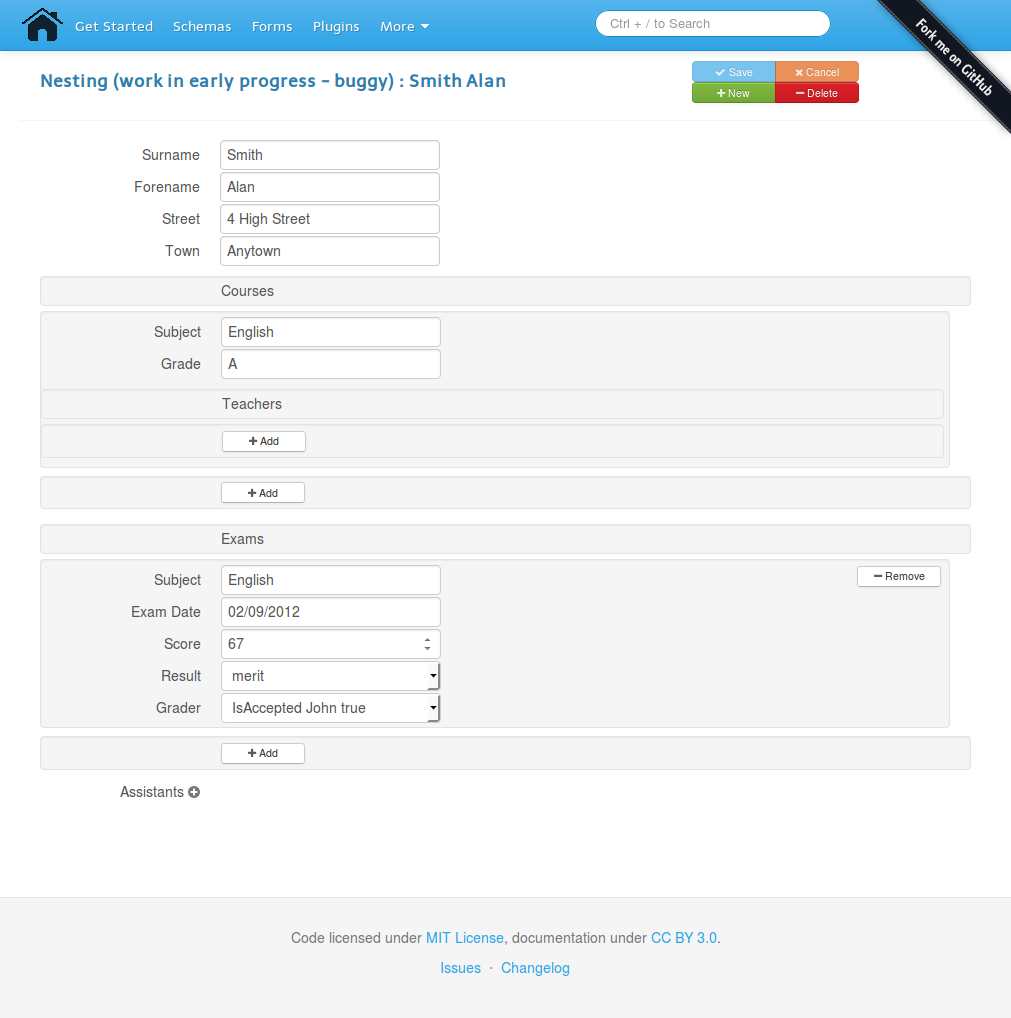 Get Started Schemas Forms Plugins More Ctrl + / to Search
Fork me on GitHub
Nesting (work in early progress - buggy) : Smith Alan
Save Cancel
New Delete
Surname Smith
Forename Alan
Street 4 High Street
Town Anytown
Courses
Subject English
Grade A
Teachers
Add
Add
Exams
Subject English Remove
Exam Date 02/09/2012
Score 67
Result merit
Grader IsAccepted John true
Add
Assistants
Code licensed under MIT License, documentation under CC BY 3.0.
Issues · Changelog